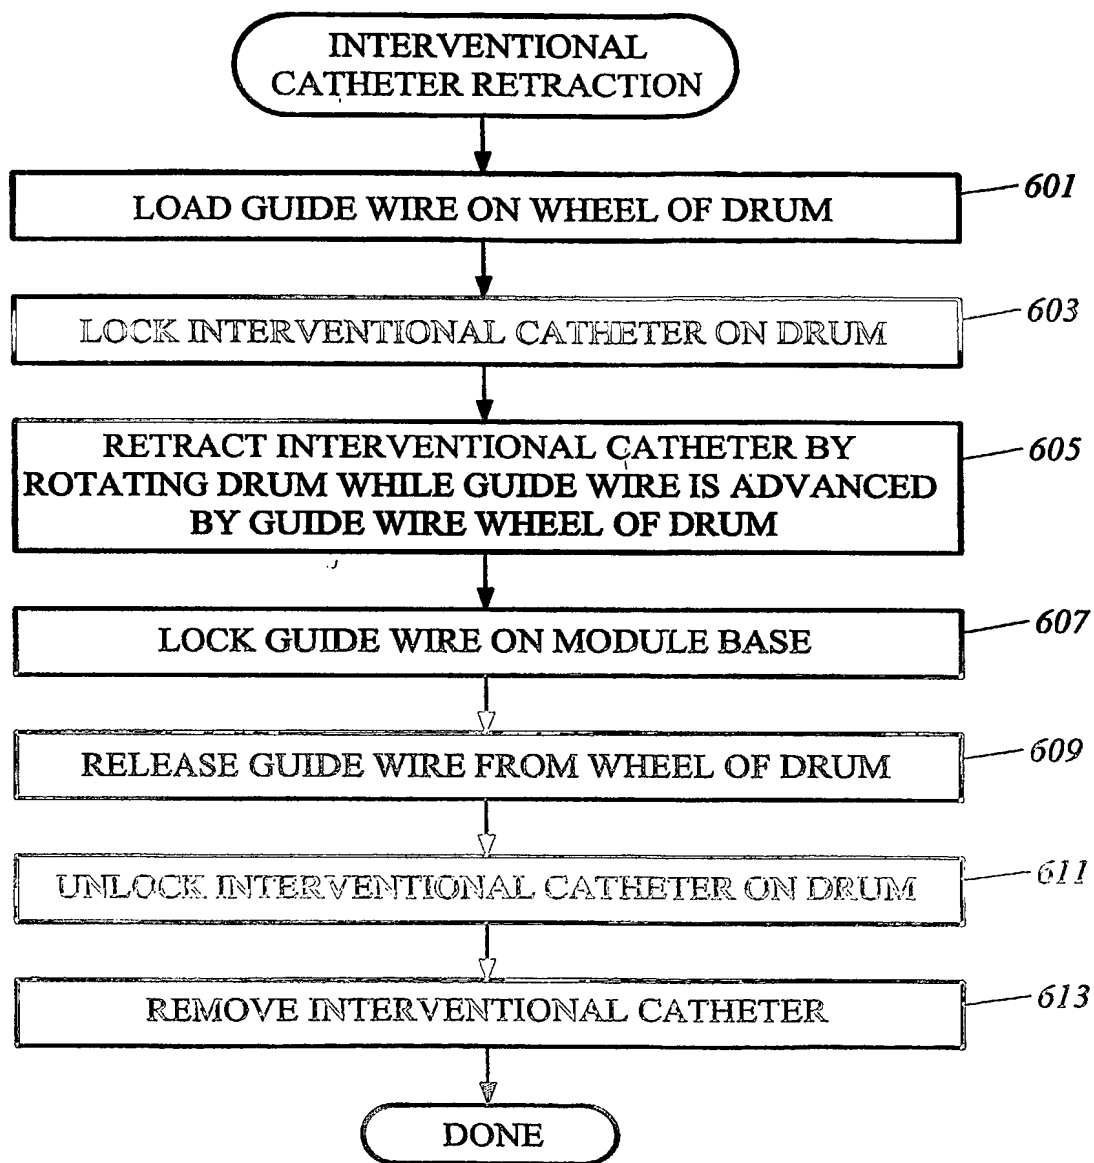 INTERVENTIONAL
CATHETER RETRACTION
LOAD GUIDE WIRE ON WHEEL OF DRUM
601
LOCK INTERVENTIONAL CATHETER ON DRUM
603
RETRACT INTERVENTIONAL CATHETER BY
ROTATING DRUM WHILE GUIDE WIRE IS ADVANCED
BY GUIDE WIRE WHEEL OF DRUM
605
LOCK GUIDE WIRE ON MODULE BASE
607
RELEASE GUIDE WIRE FROM WHEEL OF DRUM
609
UNLOCK INTERVENTIONAL CATHETER ON DRUM
611
REMOVE INTERVENTIONAL CATHETER
613
DONE